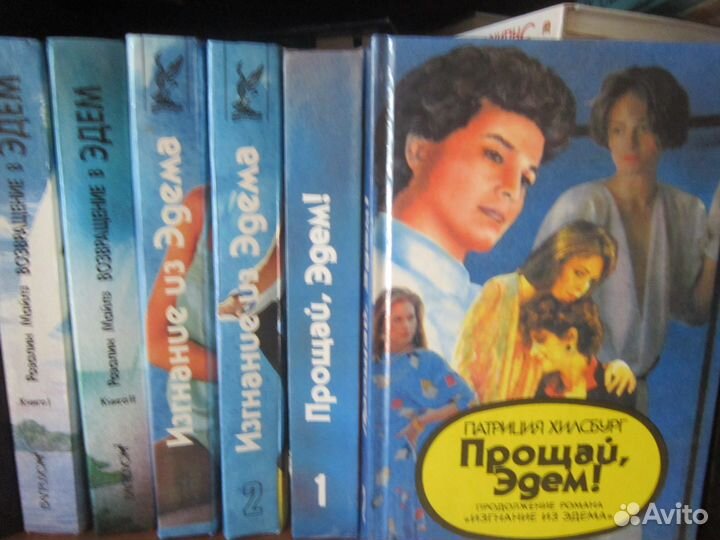 Книга I Розалин Майлз ВОЗВРАЩЕНИЕ В ЭДЕМ
ВАГРИУС
Книга II Розалин Майлз ВОЗВРАЩЕНИЕ В ЭДЕМ
Изгнание из Эдема
Изгнание из Эдема
2
Прощай, Эдем!
1
ПАТРИЦИЯ ХИЛСБУРГ
Прощай,
Эдем!
ПРОДОЛЖЕНИЕ РОМАНА
«ИЗГНАНИЕ ИЗ ЭДЕМА»
Avito